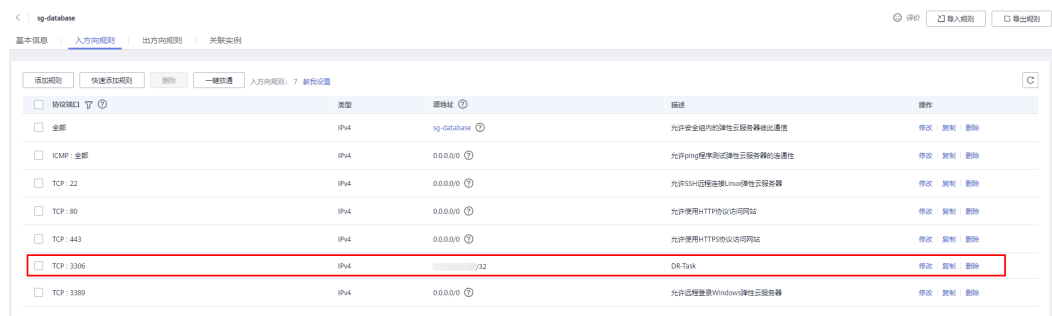 sg-database 评价 导入规则 导出规则
基本信息 入方向规则 出方向规则 关联实例
添加规则 快速添加规则 删除 一键放通 入方向规则: 7 教我设置
协议端口 类型 源地址 描述 操作
全部 IPv4 sg-database 允许安全组内的弹性云服务器彼此通信 修改 复制 删除
ICMP : 全部 IPv4 0.0.0.0/0 允许ping程序测试弹性云服务器的连通性 修改 复制 删除
TCP : 22 IPv4 0.0.0.0/0 允许SSH远程连接Linux弹性云服务器 修改 复制 删除
TCP : 80 IPv4 0.0.0.0/0 允许使用HTTP协议访问网站 修改 复制 删除
TCP : 443 IPv4 0.0.0.0/0 允许使用HTTPS协议访问网站 修改 复制 删除
TCP : 3306 IPv4 /32 DR-Task 修改 复制 删除
TCP : 3389 IPv4 0.0.0.0/0 允许远程登录Windows弹性云服务器 修改 复制 删除